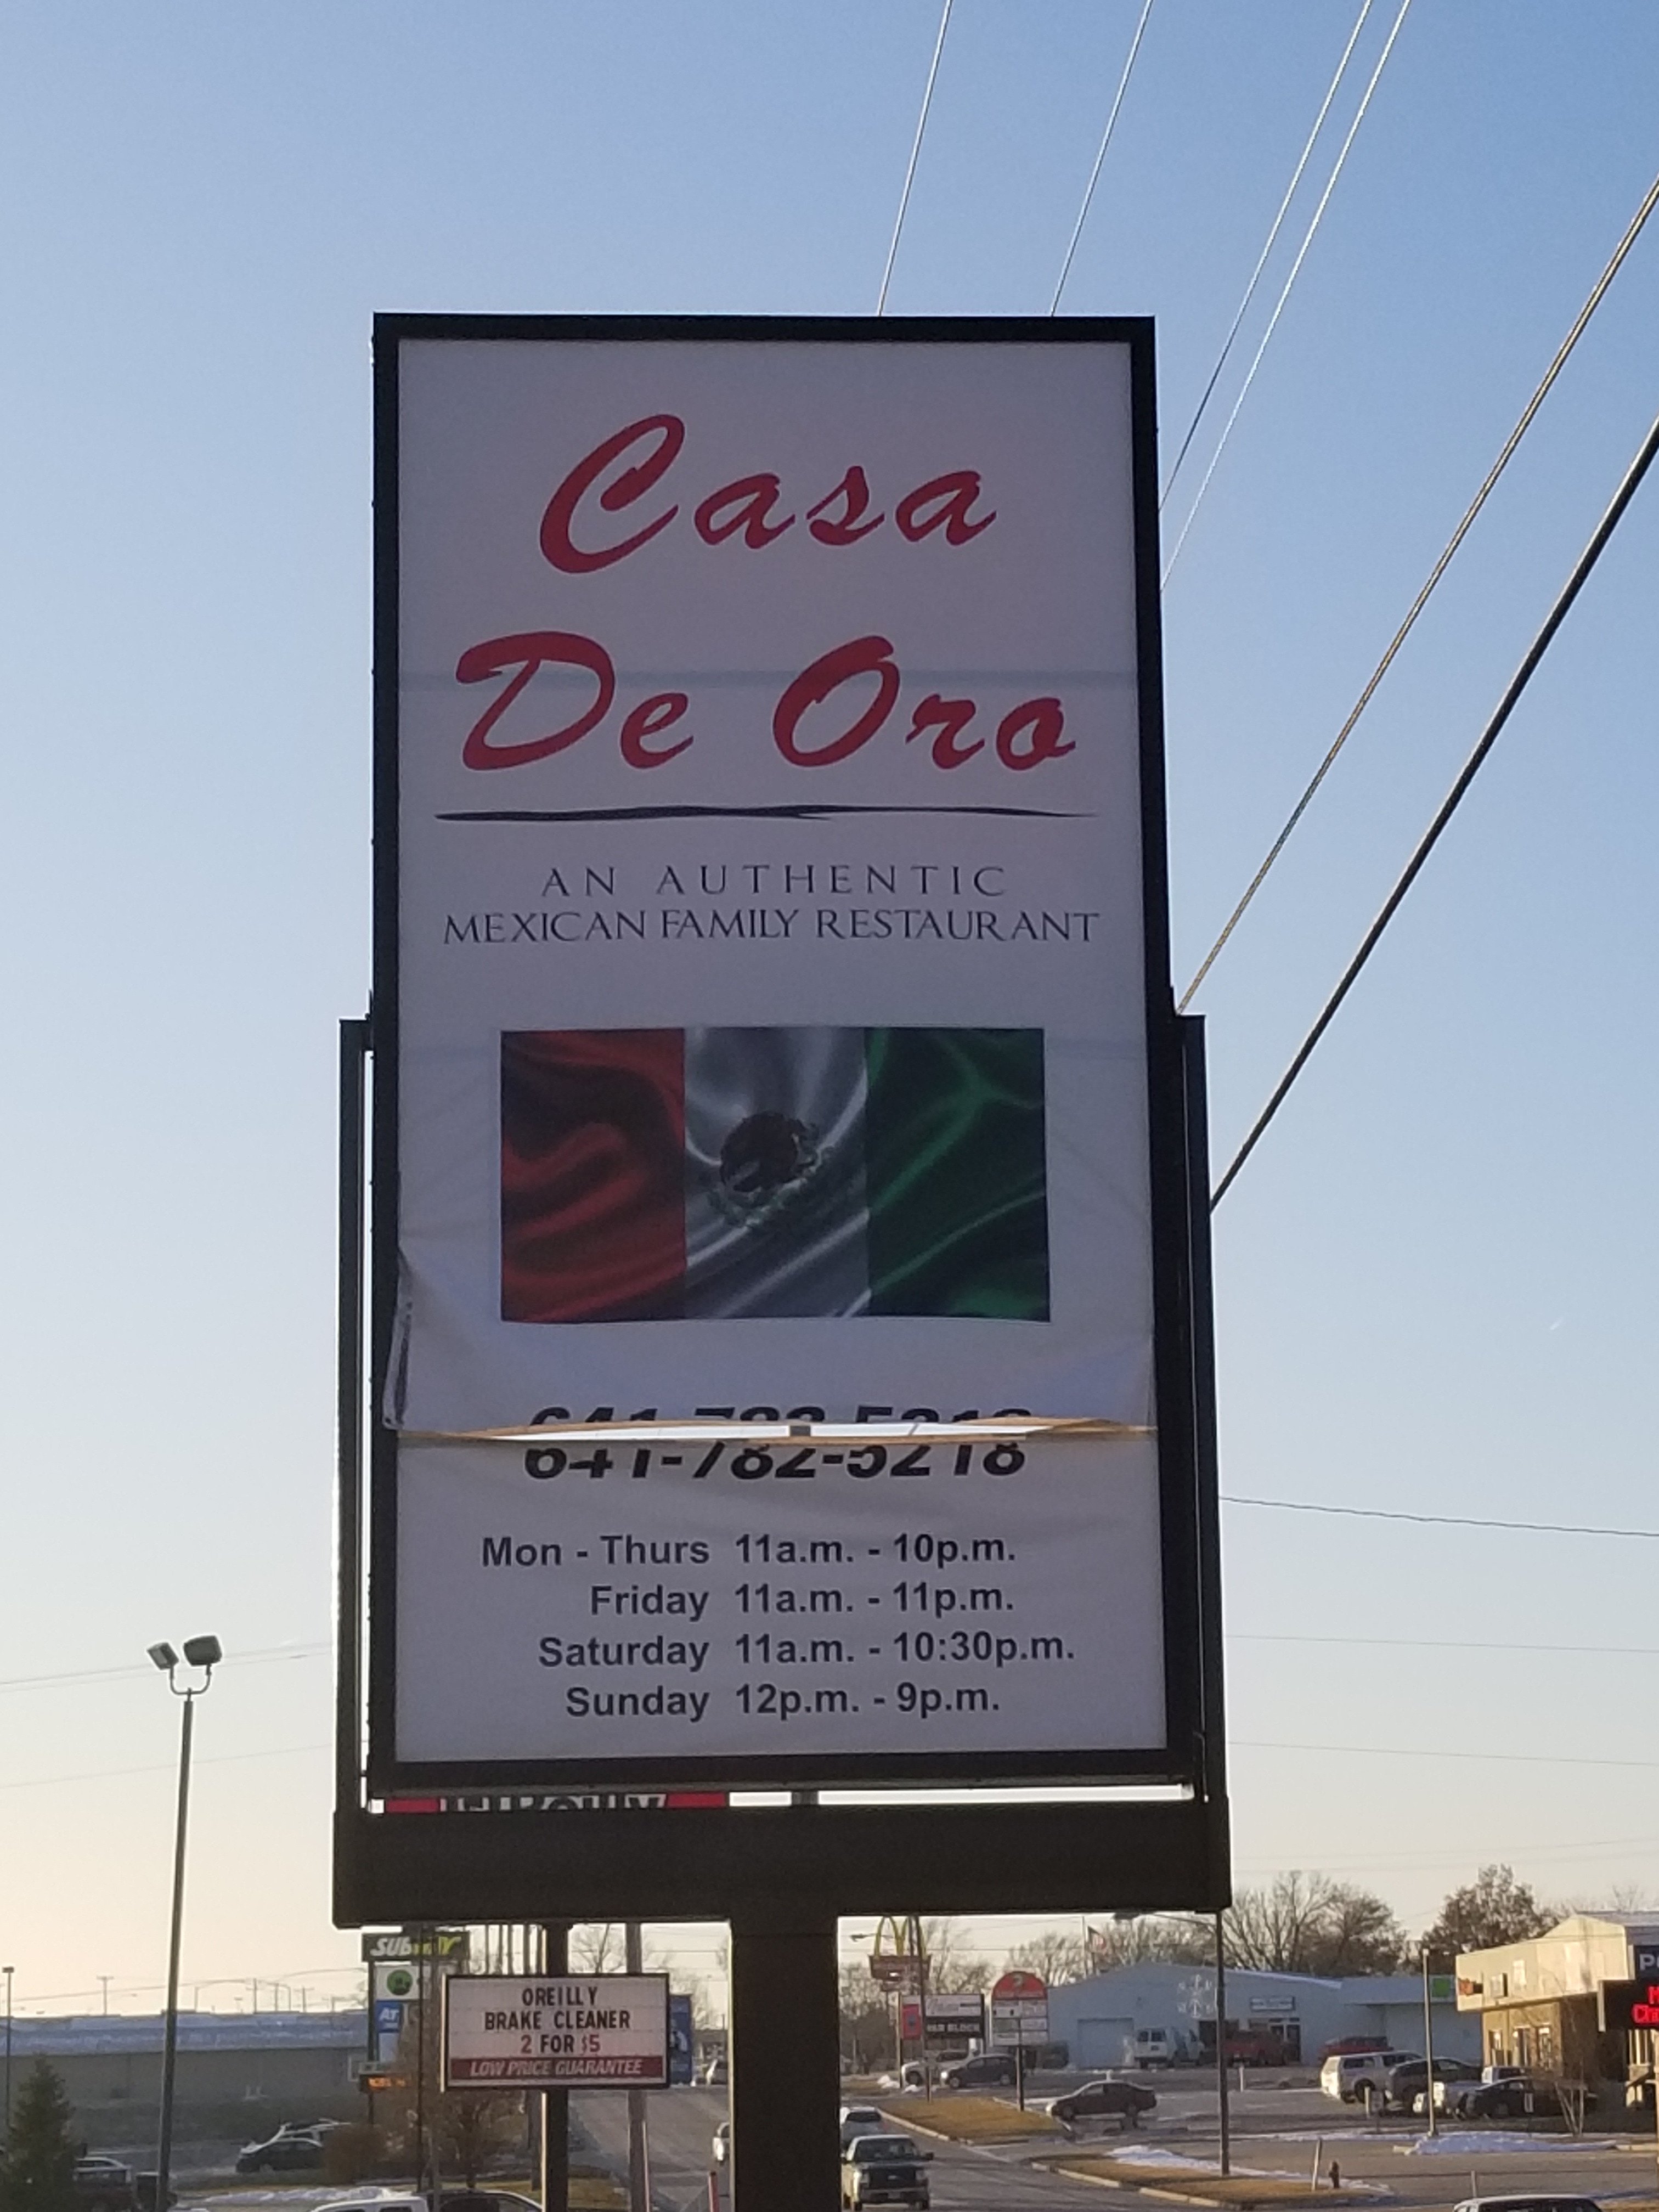 Casa
De Oro
AN AUTHENTIC
MEXICAN FAMILY RESTAURANT
641-782-5218
Mon - Thurs 11a.m. - 10p.m.
Friday 11a.m. - 11p.m.
Saturday 11a.m. - 10:30p.m.
Sunday 12p.m. - 9p.m.
SUBWAY
OREILLY
BRAKE CLEANER
2 FOR $5
LOW PRICE GUARANTEE
H&R BLOCK